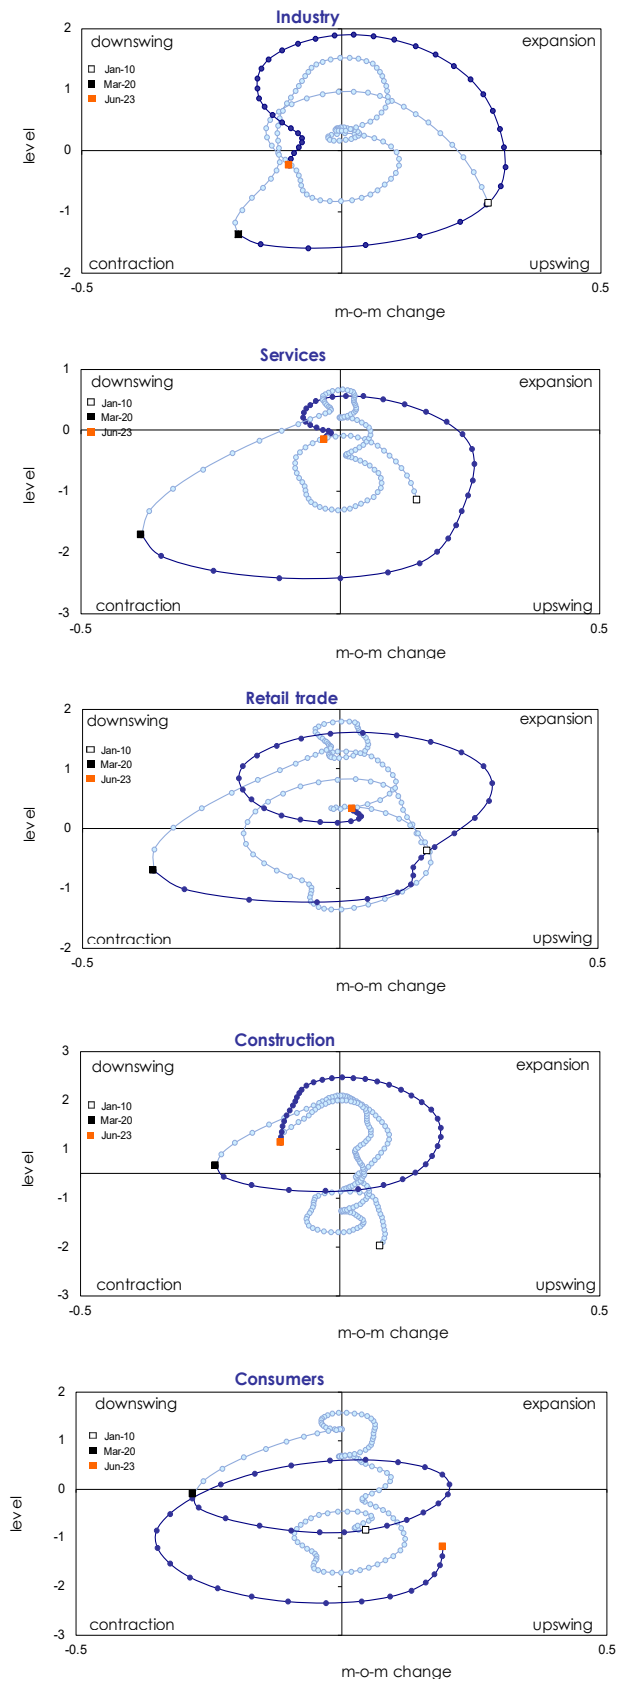 Industry
2
downswing
expansion
Jan-10
Mar-20
Jun-23
1
level
0
-1
contraction
upswing
-2
-0.5
0.5
m-o-m change
Services
1
downswing
expansion
Jan-10
Mar-20
0
Jun-23
level
-1
-2
contraction
upswing
-3
-0.5
0.5
m-o-m change
Retail trade
2
downswing
expansion
Jan-10
Mar-20
Jun-23
1
level
0
-1
contraction
upswing
-2
-0.5
0.5
m-o-m change
Construction
3
downswing
expansion
2
Jan-10
Mar-20
Jun-23
1
level
-1
-2
contraction
upswing
-3
-0.5
0.5
m-o-m change
Consumers
2
downswing
expansion
Jan-10
Mar-20
Jun-23
1
0
level
-1
-2
contraction
upswing
-3
-0.5
0.5
m-o-m change